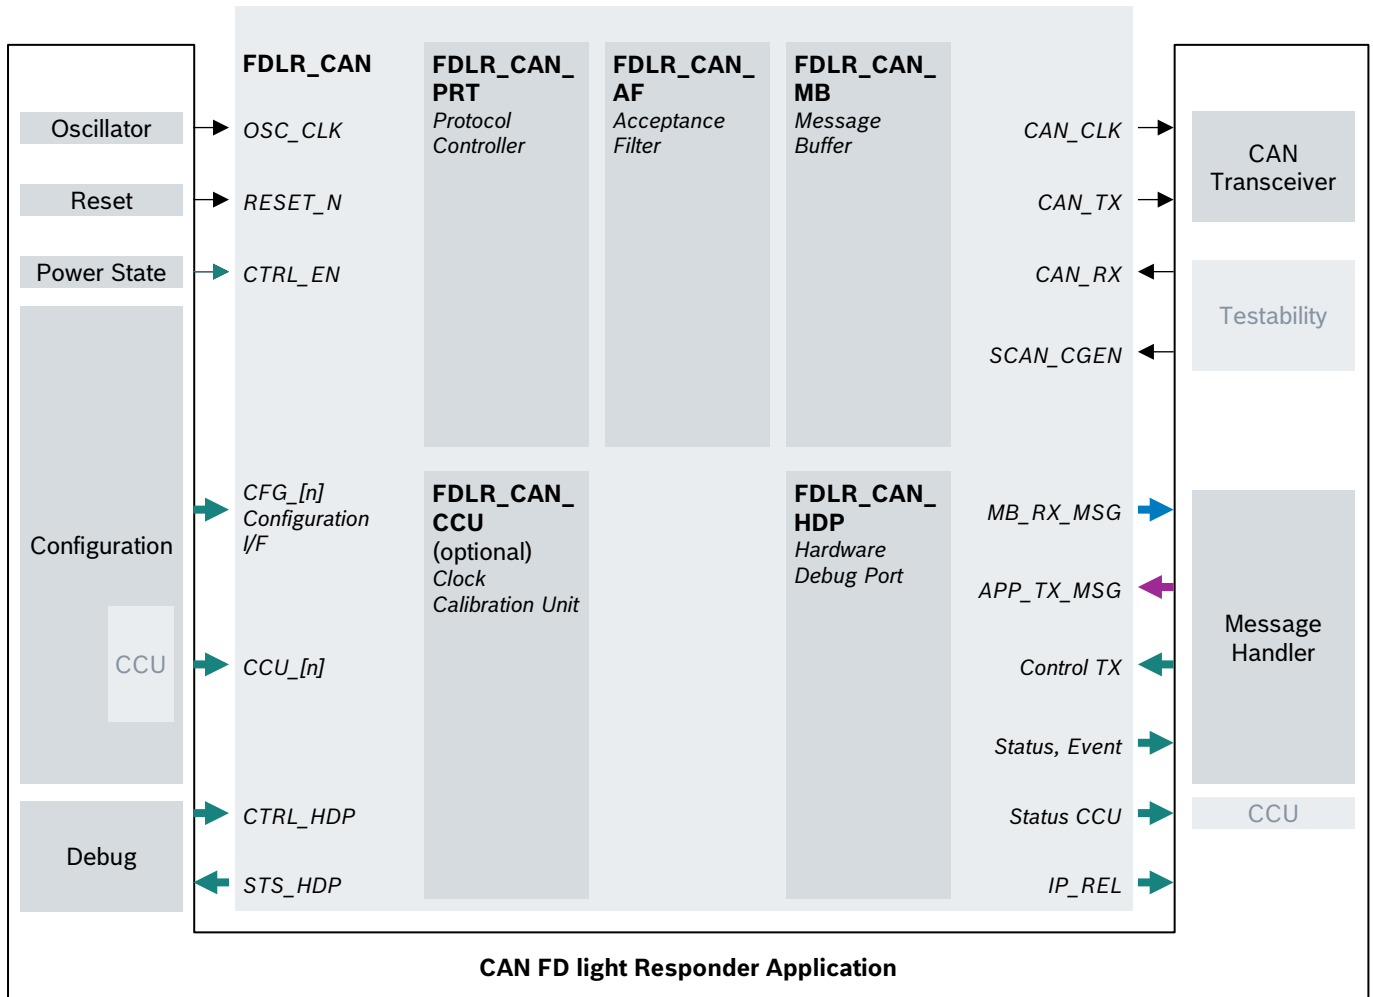 Oscillator
Reset
Power State
Configuration
CCU
Debug
FDLR_CAN
OSC_CLK
RESET_N
CTRL_EN
CFG_[n]
Configuration
I/F
CCU_[n]
CTRL_HDP
STS_HDP
FDLR_CAN_
PRT
Protocol
Controller
FDLR_CAN_
AF
Acceptance
Filter
FDLR_CAN_
MB
Message
Buffer
FDLR_CAN_
CCU
(optional)
Clock
Calibration Unit
FDLR_CAN_
HDP
Hardware
Debug Port
CAN_CLK
CAN_TX
CAN_RX
SCAN_CGEN
MB_RX_MSG
APP_TX_MSG
Control TX
Status, Event
Status CCU
IP_REL
CAN
Transceiver
Testability
Message
Handler
CCU
CAN FD light Responder Application